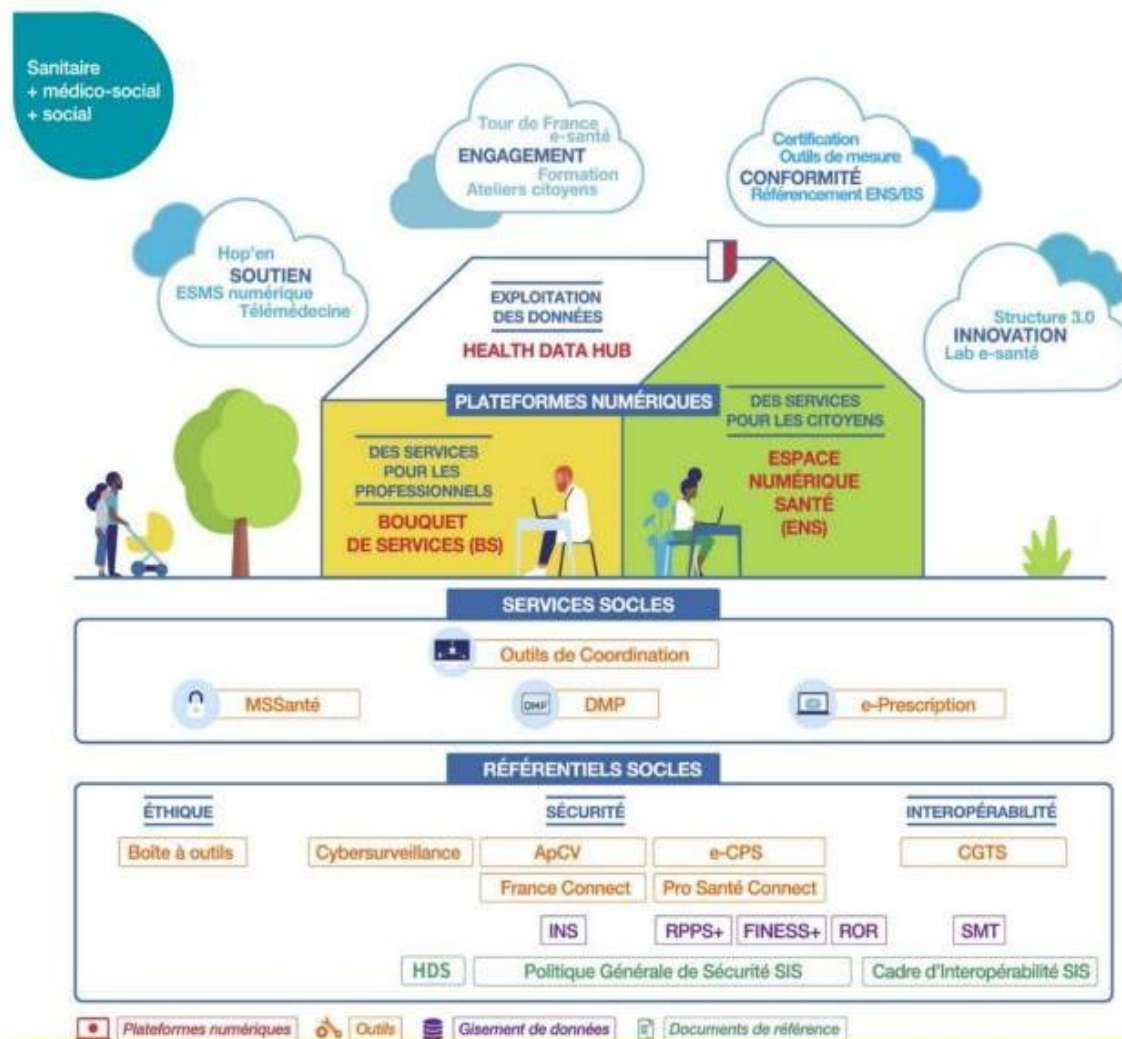 Sanitaire
+ médico-social
+ social
Tour de France
e-santé
ENGAGEMENT
Formation
Ateliers citoyens
Certification
Outils de mesure
CONFORMITÉ
Référencement ENS/BS
Hop'en
SOUTIEN
ESMS numérique
Télémédecine
Structure 3.0
INNOVATION
Lab e-santé
EXPLOITATION
DES DONNÉES
HEALTH DATA HUB
PLATEFORMES NUMÉRIQUES
DES SERVICES
POUR LES
PROFESSIONNELS
BOUQUET
DE SERVICES (BS)
DES SERVICES
POUR LES CITOYENS
ESPACE
NUMÉRIQUE
SANTÉ
(ENS)
SERVICES SOCLES
Outils de Coordination
MSSanté
DMP DMP
e-Prescription
RÉFÉRENTIELS SOCLES
ÉTHIQUE SÉCURITÉ INTEROPÉRABILITÉ
Boîte à outils Cybersurveillance ApCV e-CPS CGTS
France Connect Pro Santé Connect
INS RPPS+ FINESS+ ROR SMT
HDS Politique Générale de Sécurité SIS Cadre d'Interopérabilité SIS
Plateformes numériques Outils Gisement de données Documents de référence